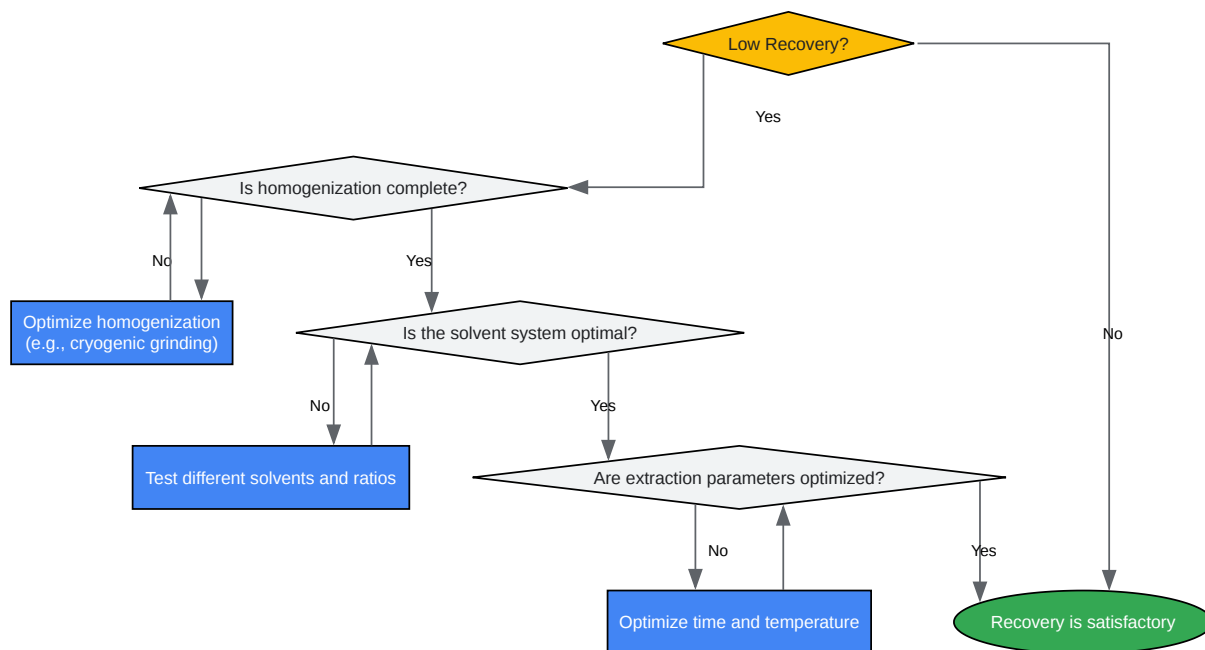 Low Recovery?
Yes
Is homogenization complete?
No
Yes
Optimize homogenization
(e.g., cryogenic grinding)
Is the solvent system optimal?
No
No
Yes
Test different solvents and ratios
Are extraction parameters optimized?
No
Yes
Optimize time and temperature
Recovery is satisfactory